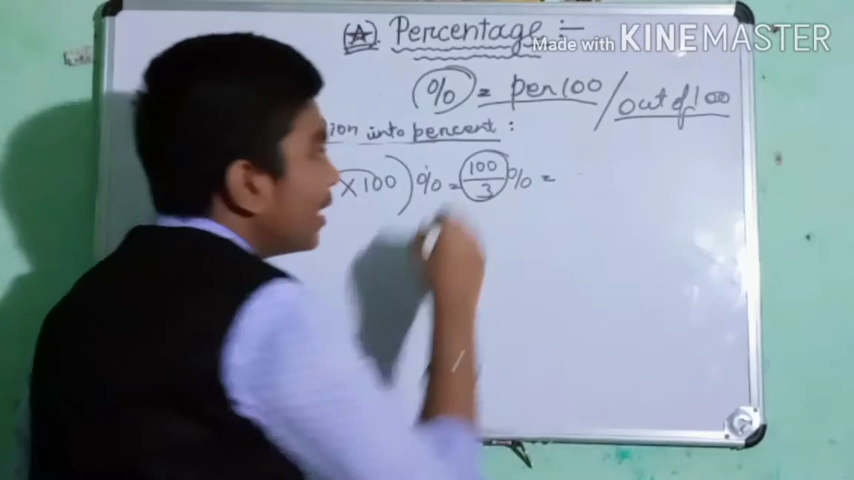 (A). Percentage :-
Made with KINEMASTER
% = per 100 / out of 100
ion into percent :
×100)% = 100/3 % =